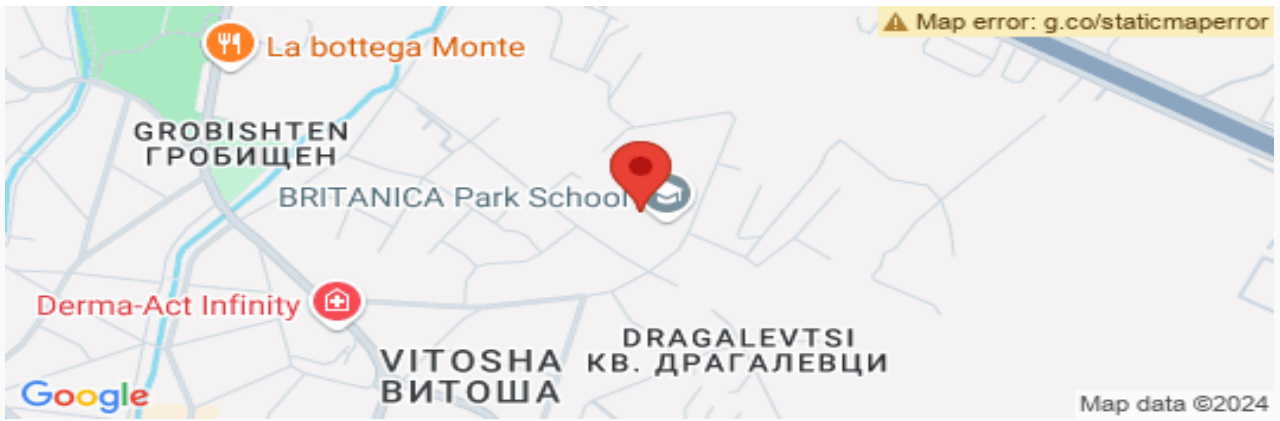 Map error: g.co/staticmaperror
La bottega Monte
GROBISHTEN
ГРОБИЩЕН
BRITANICA Park School
Derma-Act Infinity
DRAGALEVTSI
КВ. ДРАГАЛЕВЦИ
VITOSHA
ВИТОША
Google
Map data ©2024